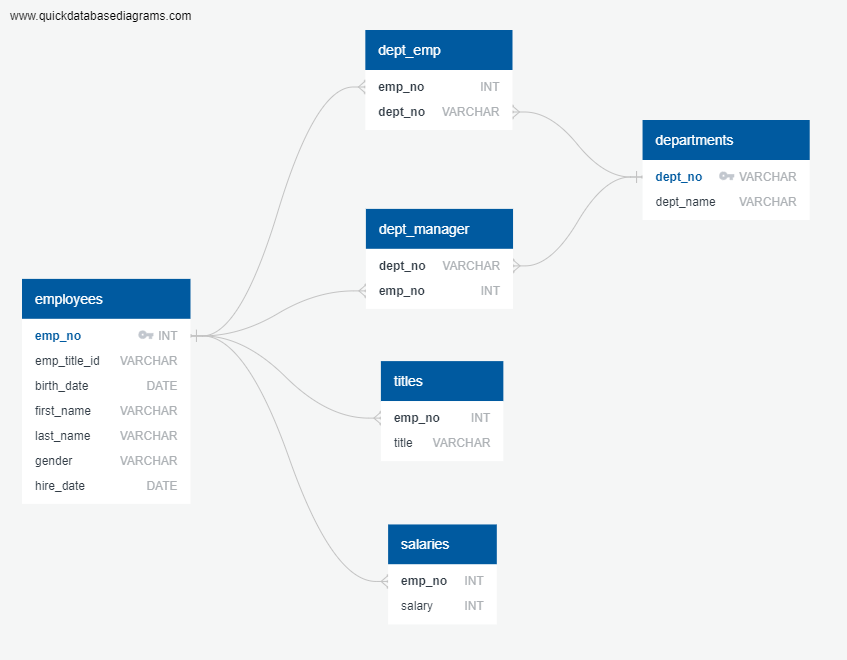 www.quickdatabasediagrams.com
dept_emp
emp_no INT
dept_no VARCHAR
departments
dept_no VARCHAR
dept_name VARCHAR
dept_manager
dept_no VARCHAR
emp_no INT
employees
emp_no INT
emp_title_id VARCHAR
birth_date DATE
first_name VARCHAR
last_name VARCHAR
gender VARCHAR
hire_date DATE
titles
emp_no INT
title VARCHAR
salaries
emp_no INT
salary INT